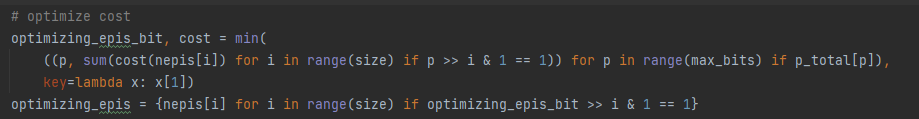 # optimize cost
optimizing_epis_bit, cost = min(
((p, sum(cost(nepis[i]) for i in range(size) if p >> i & 1 == 1)) for p in range(max_bits) if p_total[p]),
key=lambda x: x[1])
optimizing_epis = {nepis[i] for i in range(size) if optimizing_epis_bit >> i & 1 == 1}